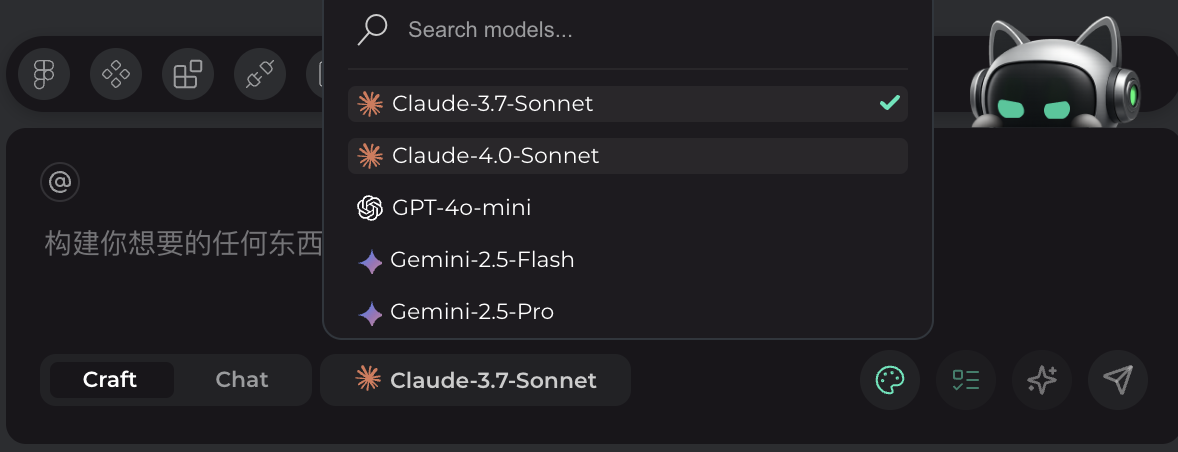 Search models...
Claude-3.7-Sonnet
Claude-4.0-Sonnet
@
GPT-4o-mini
构建你想要的任何东西
Gemini-2.5-Flash
Gemini-2.5-Pro
Craft
Chat
Claude-3.7-Sonnet